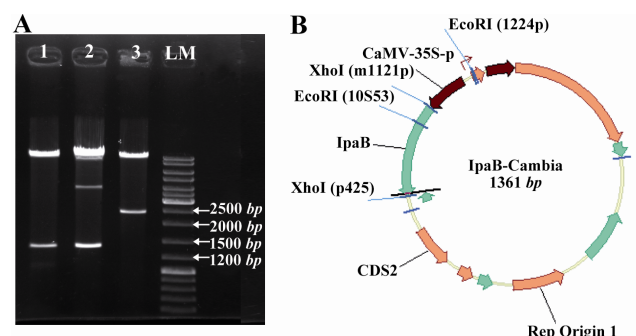 A
1 2 3 LM
2500 bp
2000 bp
1500 bp
1200 bp
B
EcoRI (1224p)
CaMV-35S-p
XhoI (m1121p)
EcoRI (10S53)
IpaB
XhoI (p425)
IpaB-Cambia
1361 bp
CDS2
Rep Origin 1